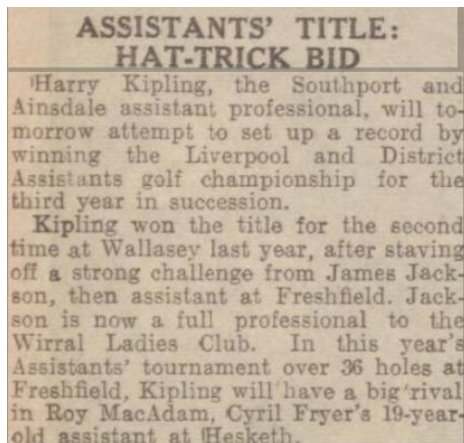 ASSISTANTS' TITLE:
HAT-TRICK BID
Harry Kipling, the Southport and
Ainsdale assistant professional, will to-
morrow attempt to set up a record by
winning the Liverpool and District
Assistants golf championship for the
third year in succession.
Kipling won the title for the second
time at Wallasey last year, after staving
off a strong challenge from James Jack-
son, then assistant at Freshfield. Jack-
son is now a full professional to the
Wirral Ladies Club. In this year's
Assistants' tournament over 36 holes at
Freshfield, Kipling will have a big rival
in Roy MacAdam, Cyril Fryer's 19-year-
old assistant at Hesketh.